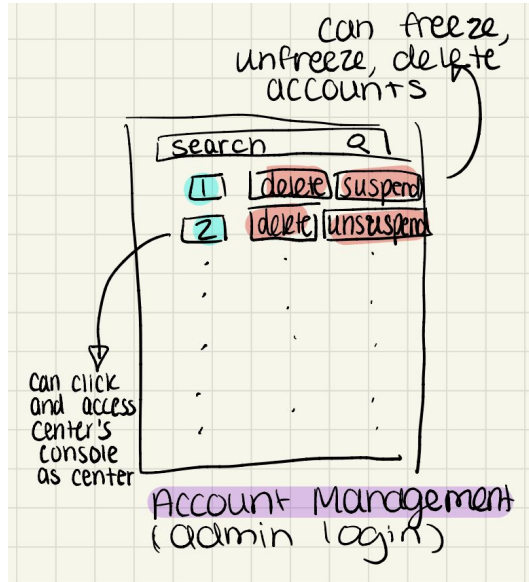 can freeze,
unfreeze, delete
accounts
search
1 delete suspend
2 delete unsuspend
can click
and access
center's
console
as center
Account Management
(admin login)